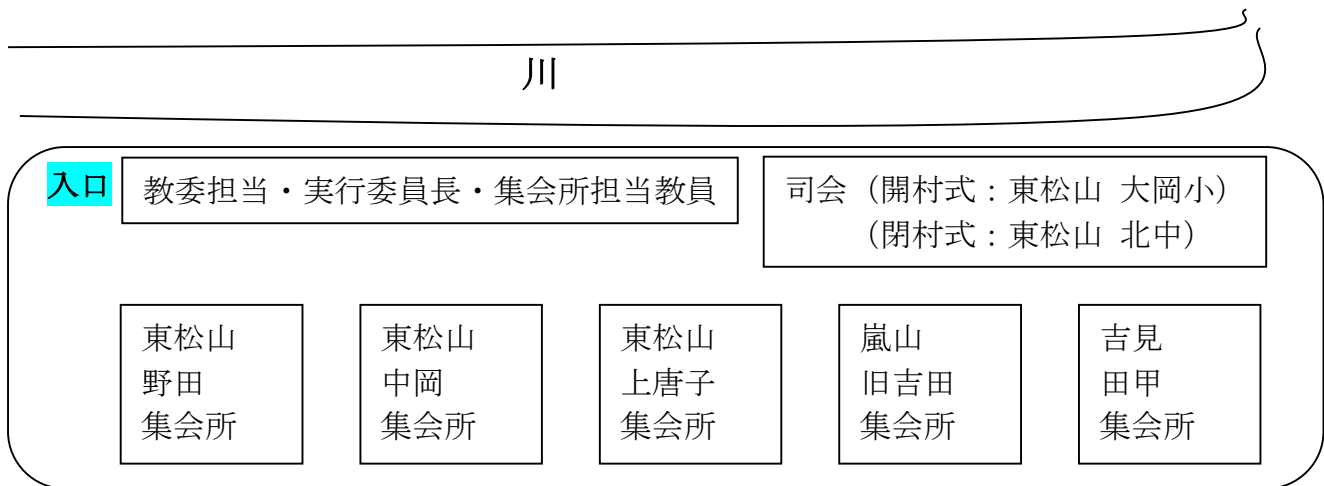 川
入口
教委担当・実行委員長・集会所担当教員
司会（開村式：東松山 大岡小）
（閉村式：東松山 北中）
東松山
野田
集会所
東松山
中岡
集会所
東松山
上唐子
集会所
嵐山
旧吉田
集会所
吉見
田甲
集会所